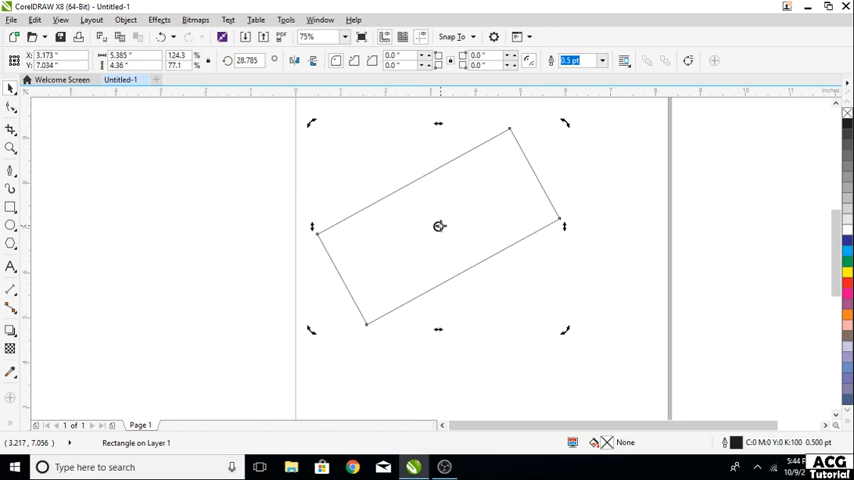 CorelDRAW X8 (64-Bit) - Untitled-1
File Edit View Layout Object Effects Bitmaps Text Table Tools Window Help
PDF 75% Snap To
X: 3.173 " 5.385 " 124.3 % 28.785 0.0 " 0.0 " 0.5 pt
Y: 7.034 " 4.36 " 77.1 % 0.0 " 0.0 "
Welcome Screen Untitled-1
inches
1 of 1 Page 1
(3.217, 7.056) Rectangle on Layer 1 None C:0 M:0 Y:0 K:100 0.500 pt
Type here to search
5:44
10/9/2
ACG
Tutorial